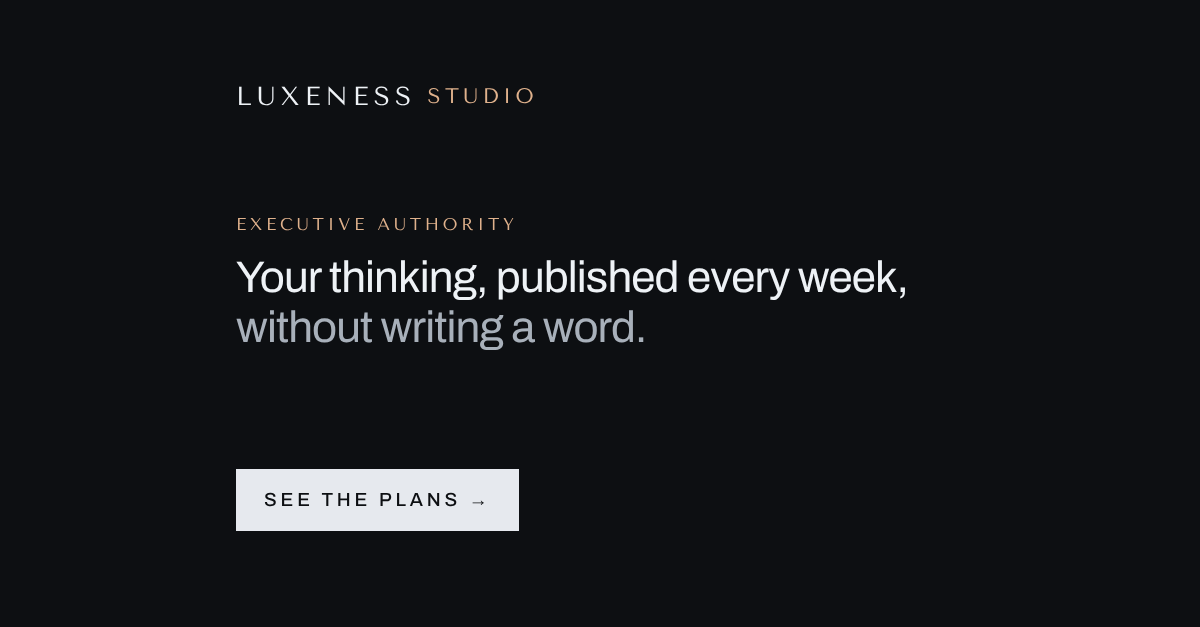 LUXENESS STUDIO
EXECUTIVE AUTHORITY
Your thinking, published every week,
without writing a word.
SEE THE PLANS →